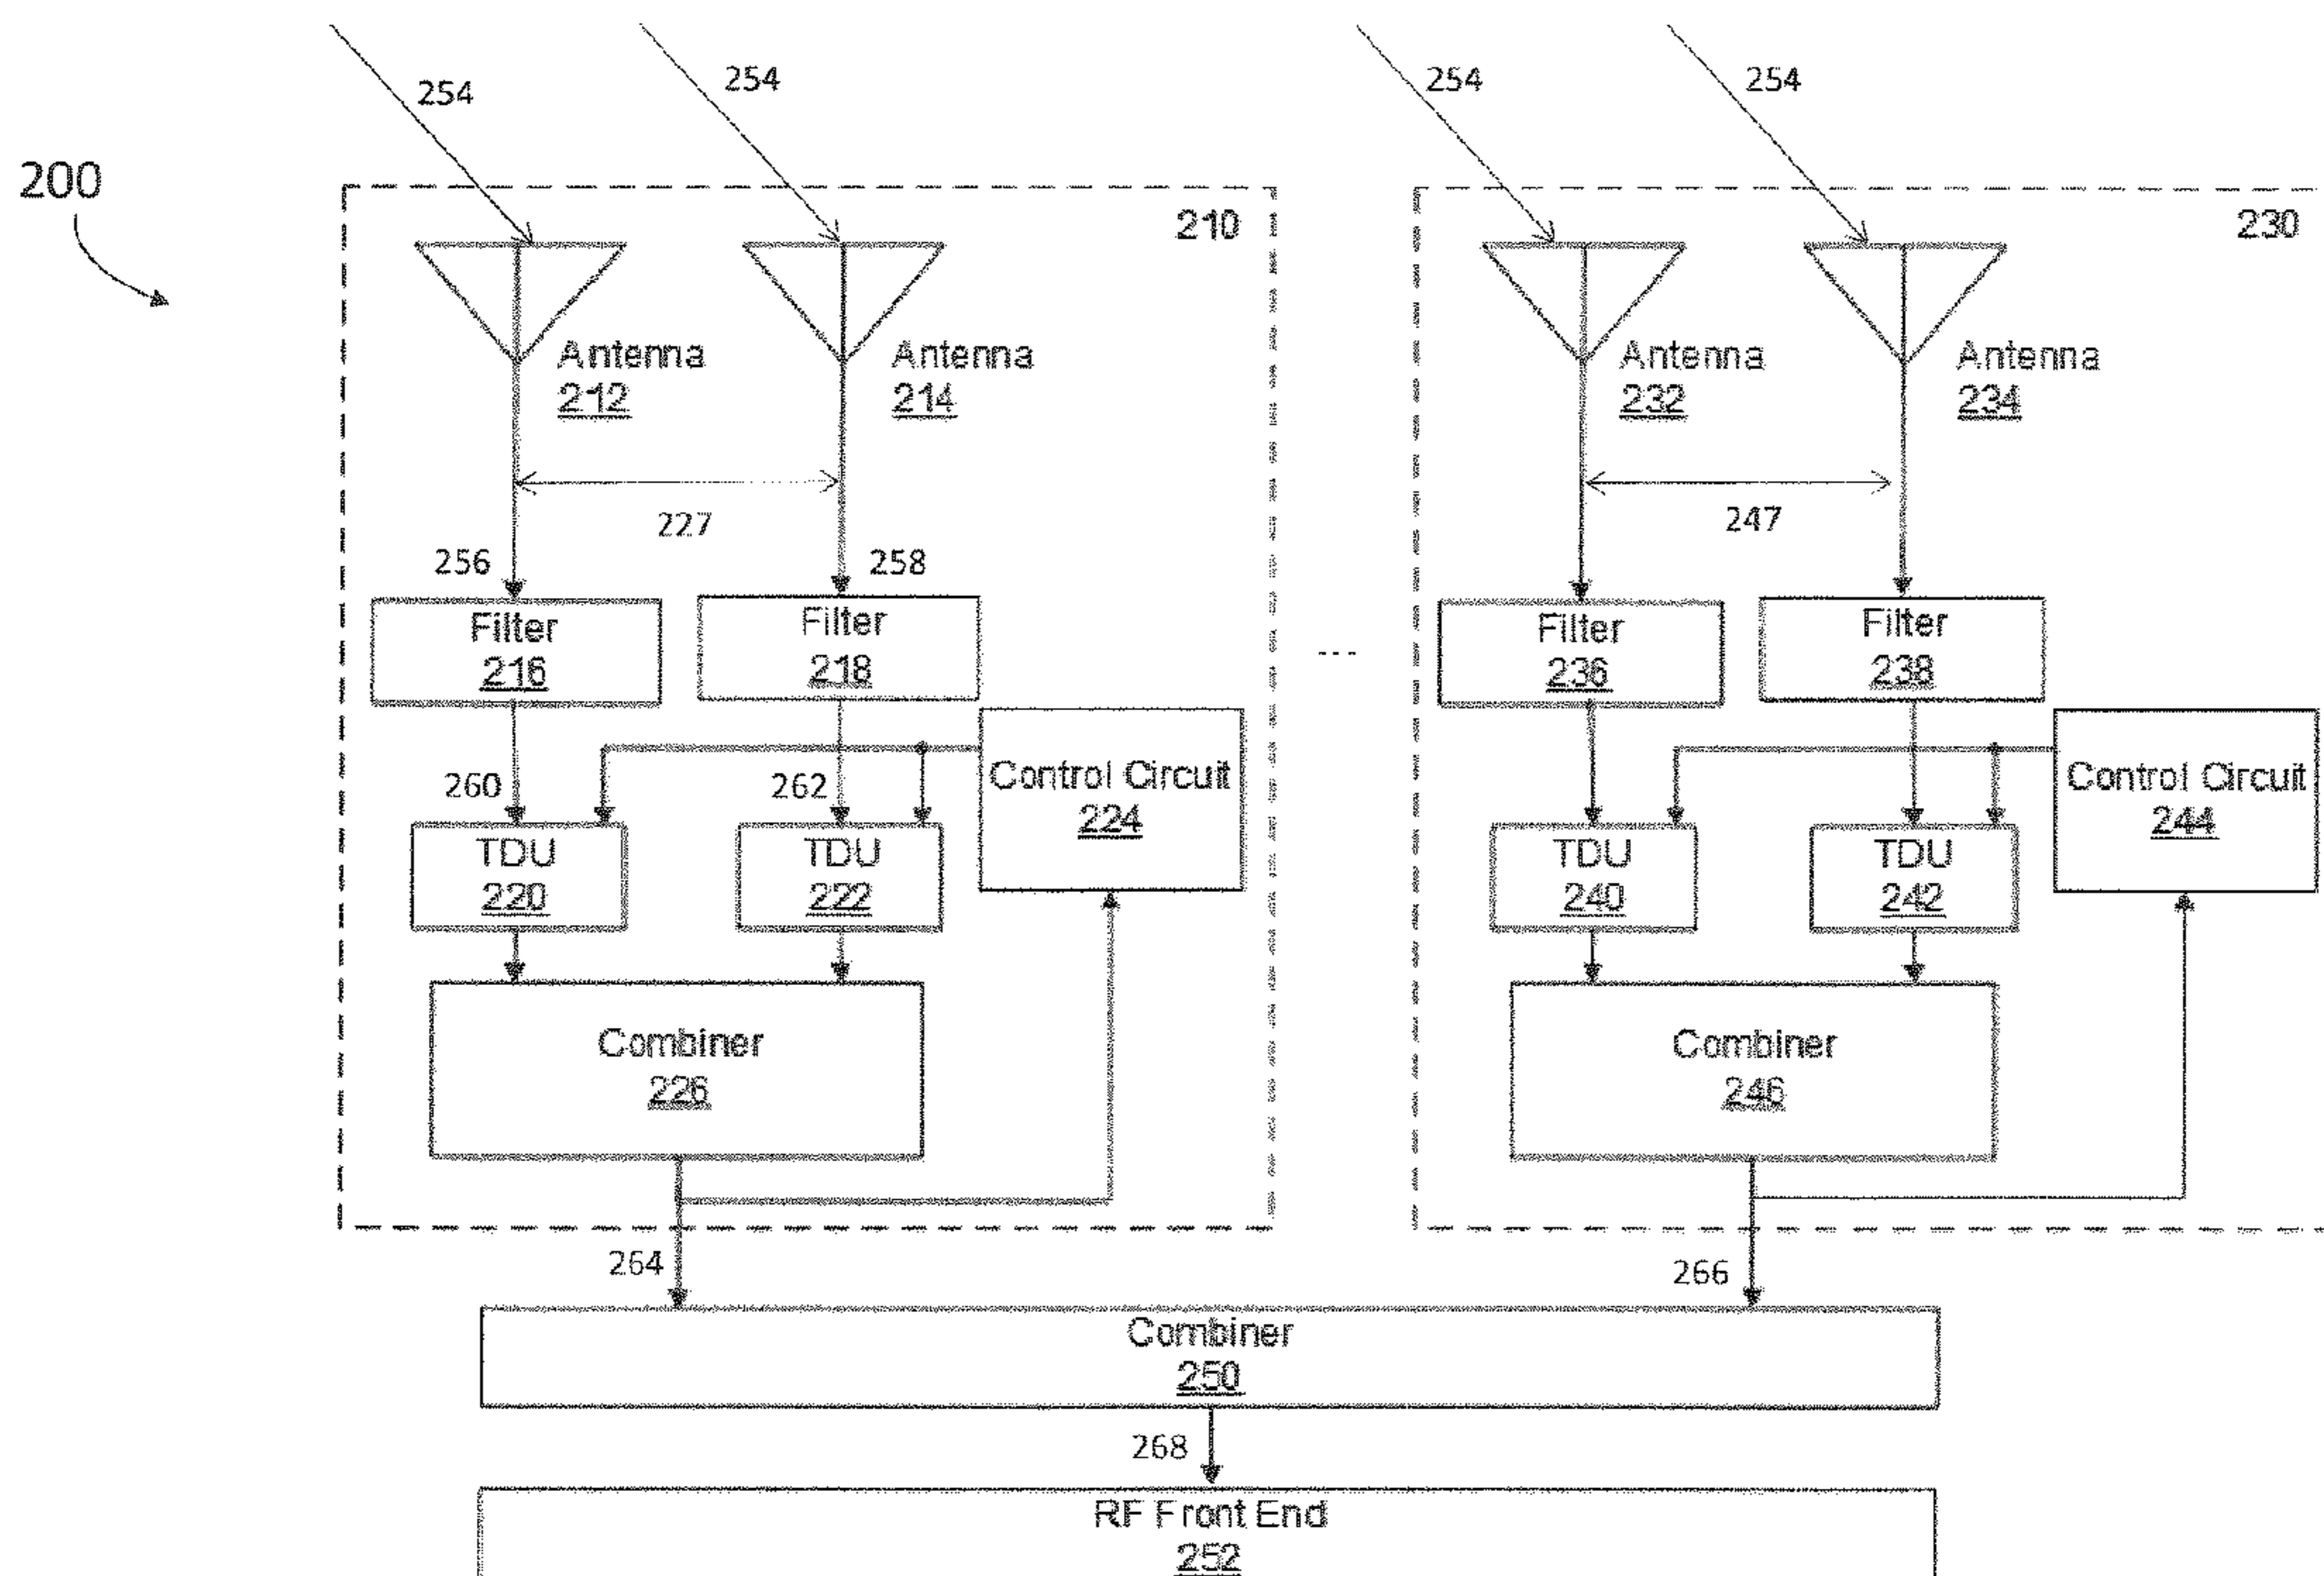 254
254
254
254
200
210
230
Antenna
212
Antenna
214
Antenna
232
Antenna
234
227
247
256
258
Filter
216
Filter
218
...
Filter
236
Filter
238
260
262
Control Circuit
224
Control Circuit
244
TDU
220
TDU
222
TDU
240
TDU
242
Combiner
226
Combiner
246
264
266
Combiner
250
268
RF Front End
252